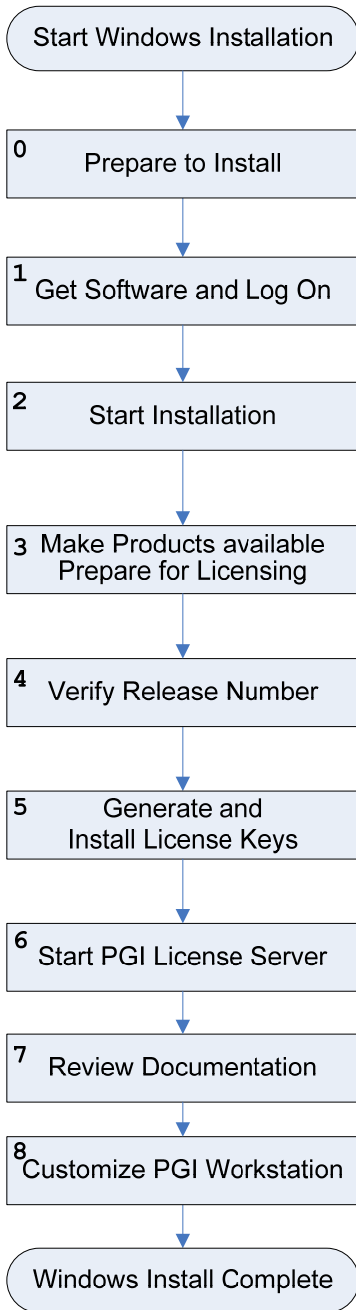 Start Windows Installation
0
Prepare to Install
1
Get Software and Log On
2
Start Installation
3
Make Products available
Prepare for Licensing
4
Verify Release Number
5
Generate and
Install License Keys
6
Start PGI License Server
7
Review Documentation
8
Customize PGI Workstation
Windows Install Complete